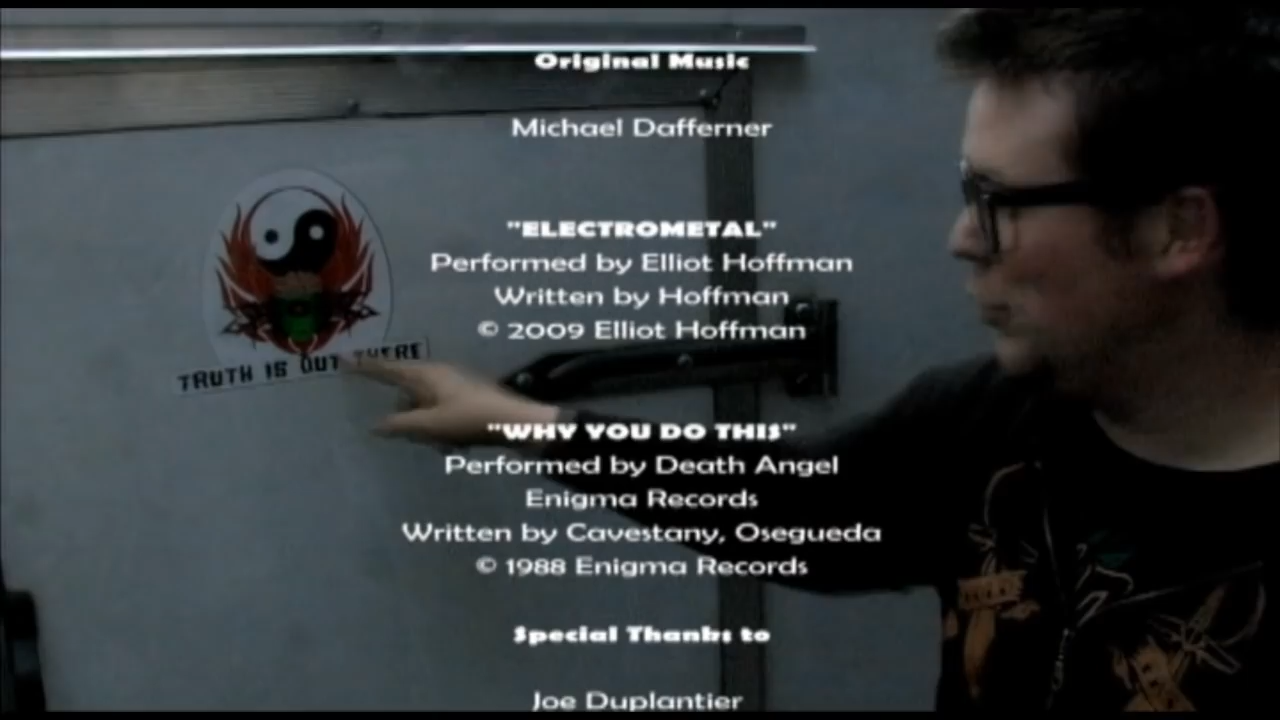 Original Music
Michael Dafferner
"ELECTROMETAL"
Performed by Elliot Hoffman
Written by Hoffman
© 2009 Elliot Hoffman
TRUTH IS OUT THERE
"WHY YOU DO THIS"
Performed by Death Angel
Enigma Records
Written by Cavestany, Osegueda
© 1988 Enigma Records
Special Thanks to
Joe Duplantier